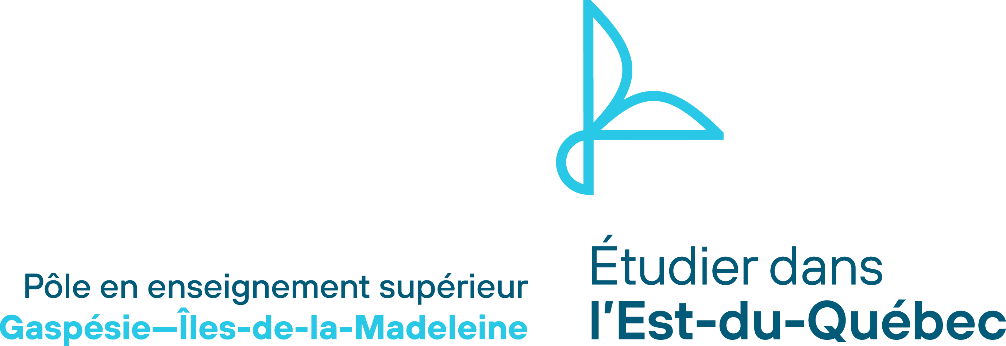 Pôle en enseignement supérieur
Gaspésie—Îles-de-la-Madeleine
Étudier dans
l'Est-du-Québec